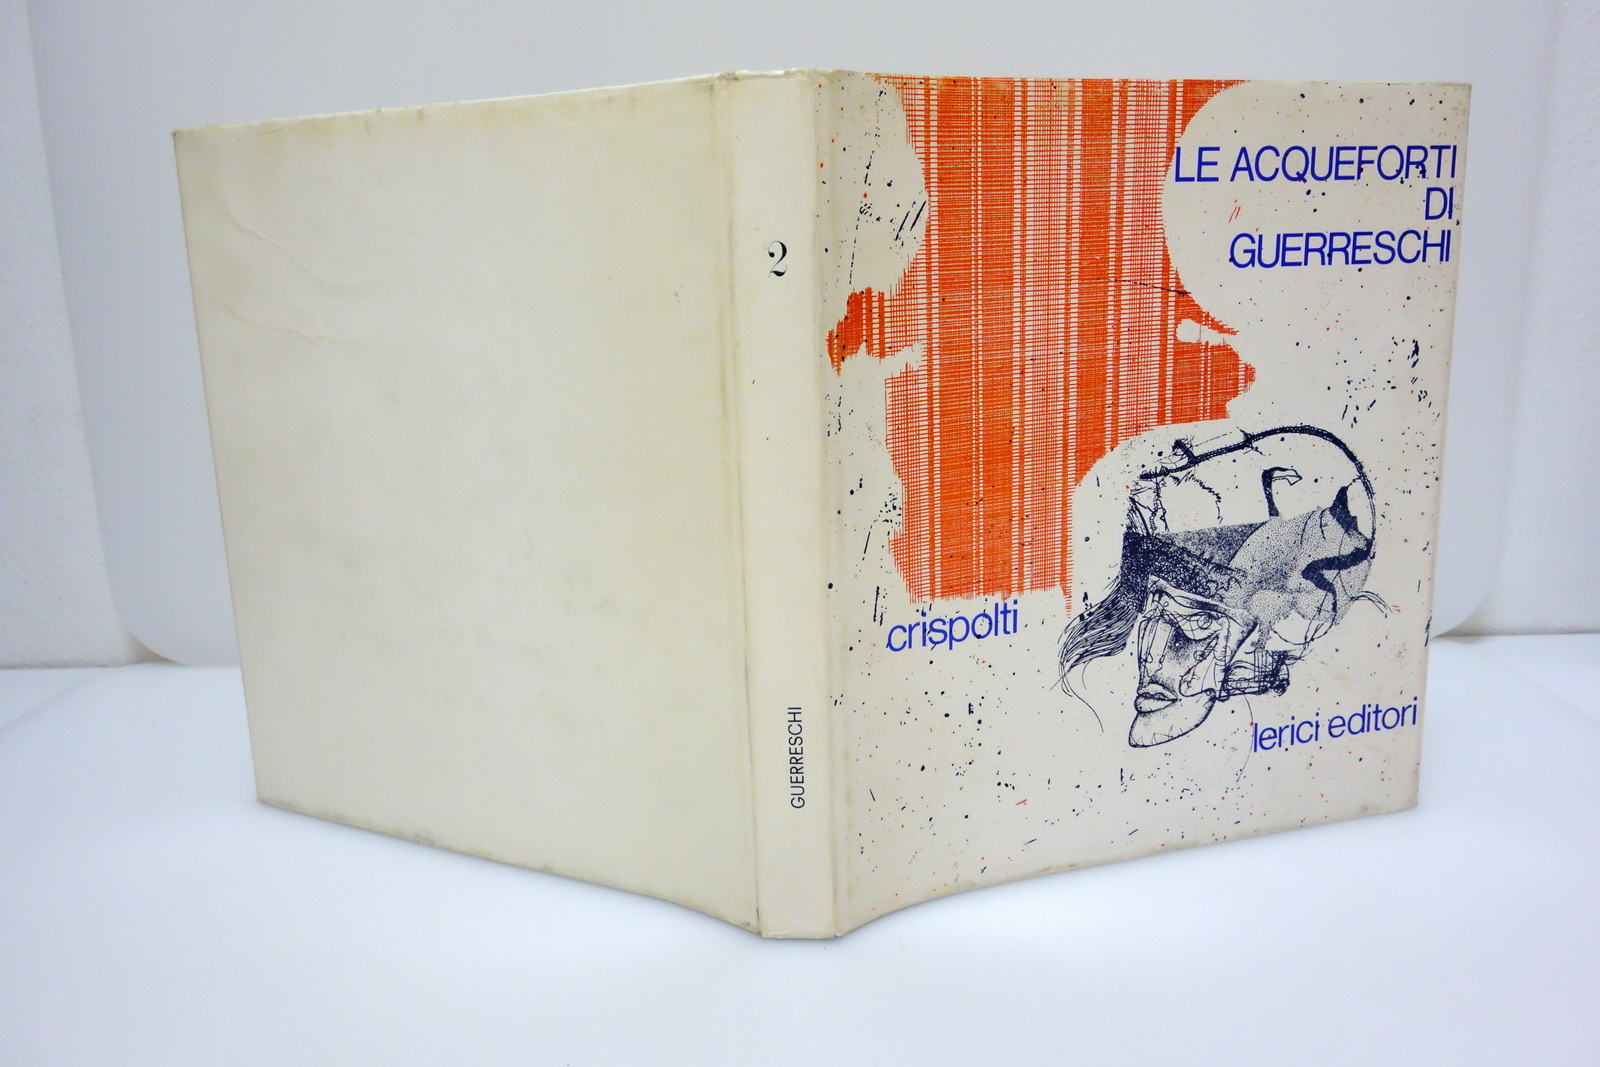 2
GUERRESCHI
LE ACQUEFORTI
DI
GUERRESCHI
crispolti
lerici editori